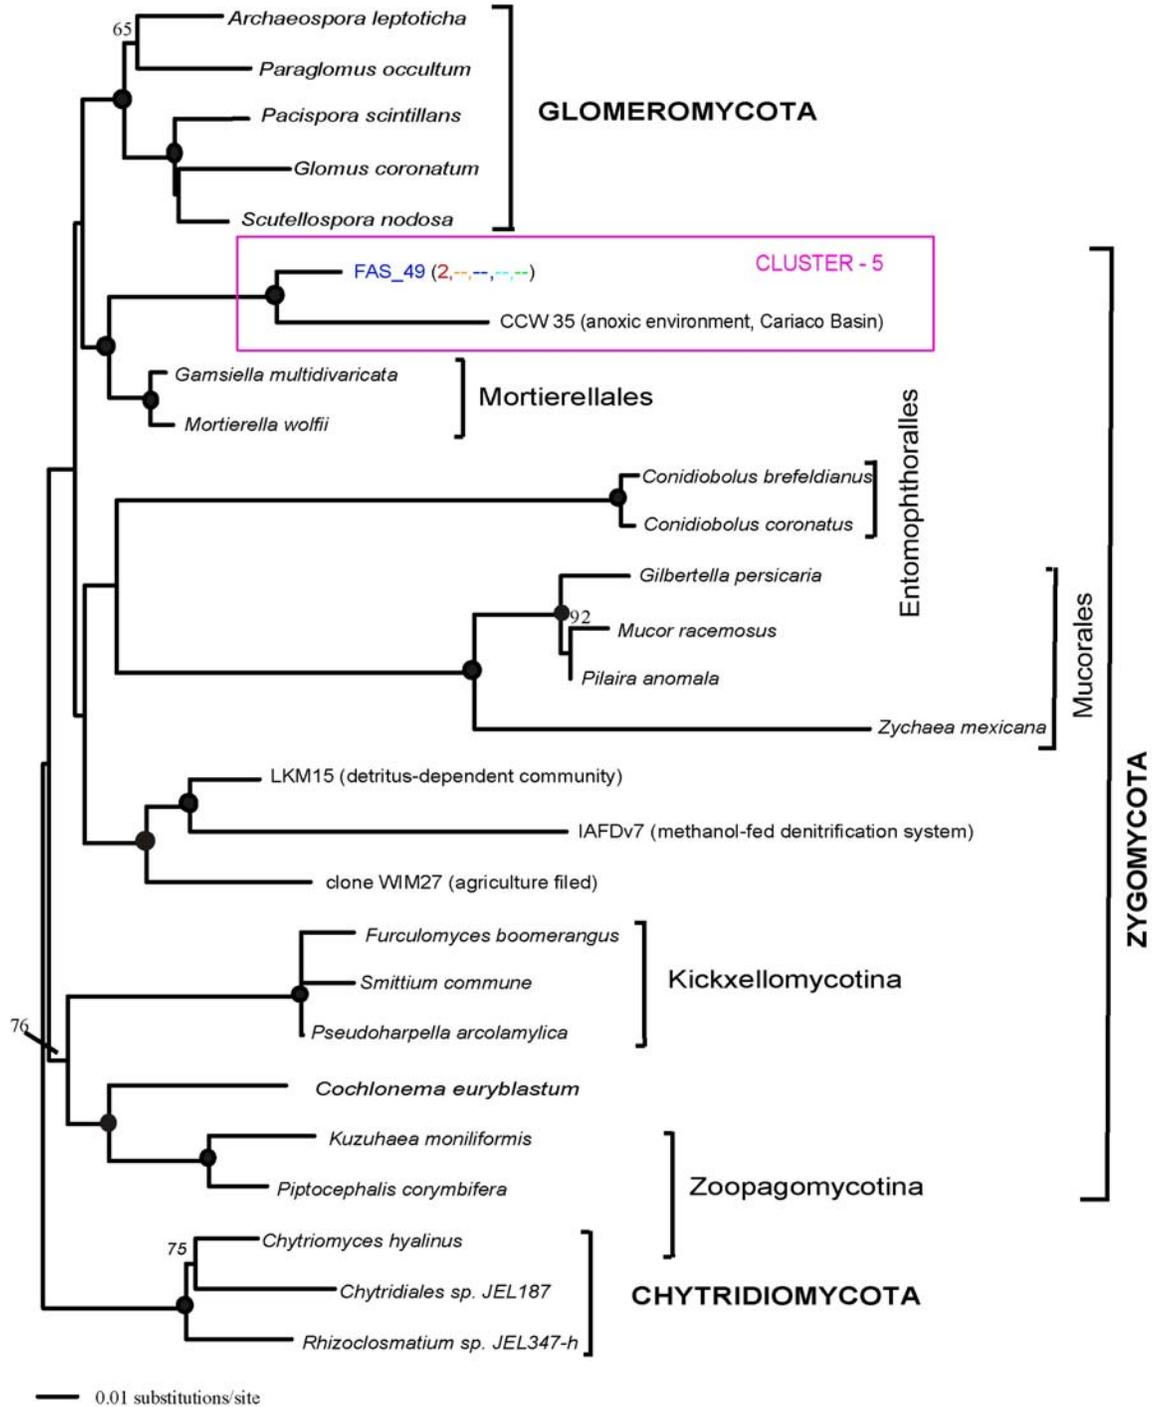 65
Archaeospora leptoticha
Paraglomus occultum
Pacispora scintillans
GLOMEROMYCOTA
Glomus coronatum
Scutellospora nodosa
CLUSTER - 5
FAS_49 (2,--,--,--,--)
CCW 35 (anoxic environment, Cariaco Basin)
Gamsiella multidivaricata
Mortierellales
Mortierella wolfii
Conidiobolus brefeldianus
Conidiobolus coronatus
Entomophthoralles
Gilbertella persicaria
92
Mucor racemosus
Pilaira anomala
Mucorales
Zychaea mexicana
LKM15 (detritus-dependent community)
IAFDv7 (methanol-fed denitrification system)
clone WIM27 (agriculture filed)
ZYGOMYCOTA
Furculomyces boomerangus
Smittium commune
Kickxellomycotina
76
Pseudoharpella arcolamylica
Cochlonema euryblastum
Kuzuhaea moniliformis
Piptocephalis corymbifera
Zoopagomycotina
75
Chytriomyces hyalinus
Chytridiales sp. JEL187
CHYTRIDIOMYCOTA
Rhizoclosmatium sp. JEL347-h
0.01 substitutions/site